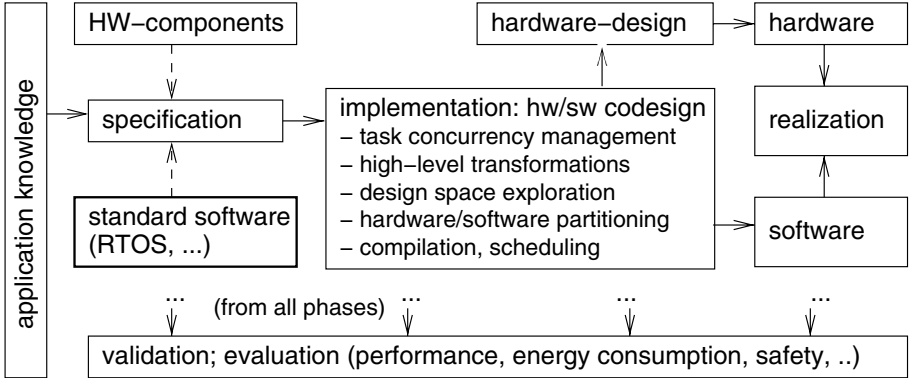 application knowledge
HW−components
hardware−design
hardware
specification
implementation: hw/sw codesign
− task concurrency management
− high−level transformations
− design space exploration
− hardware/software partitioning
− compilation, scheduling
realization
standard software
(RTOS, ...)
software
... (from all phases) ... ... ...
validation; evaluation (performance, energy consumption, safety, ..)